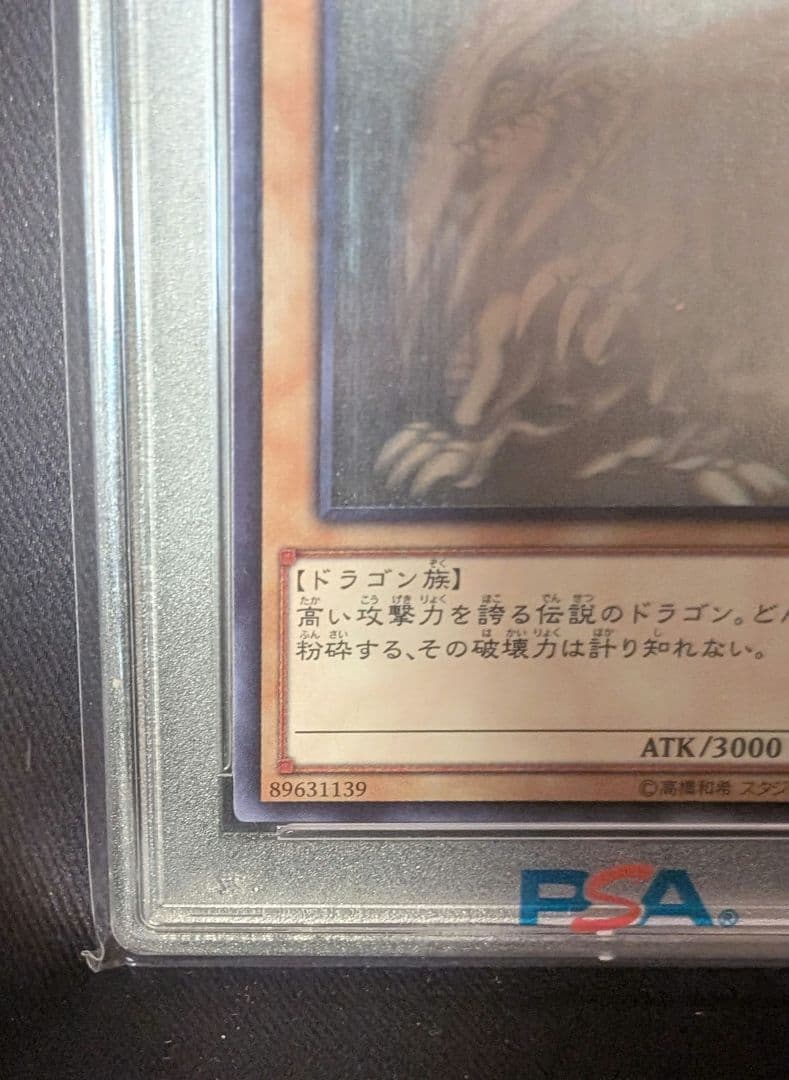 【ドラゴン族】
高い攻撃力を誇る伝説のドラゴン。ど
粉砕する、その破壊力は計り知れない。
ATK/3000
89631139
©高橋和希 スタジ
PSA®